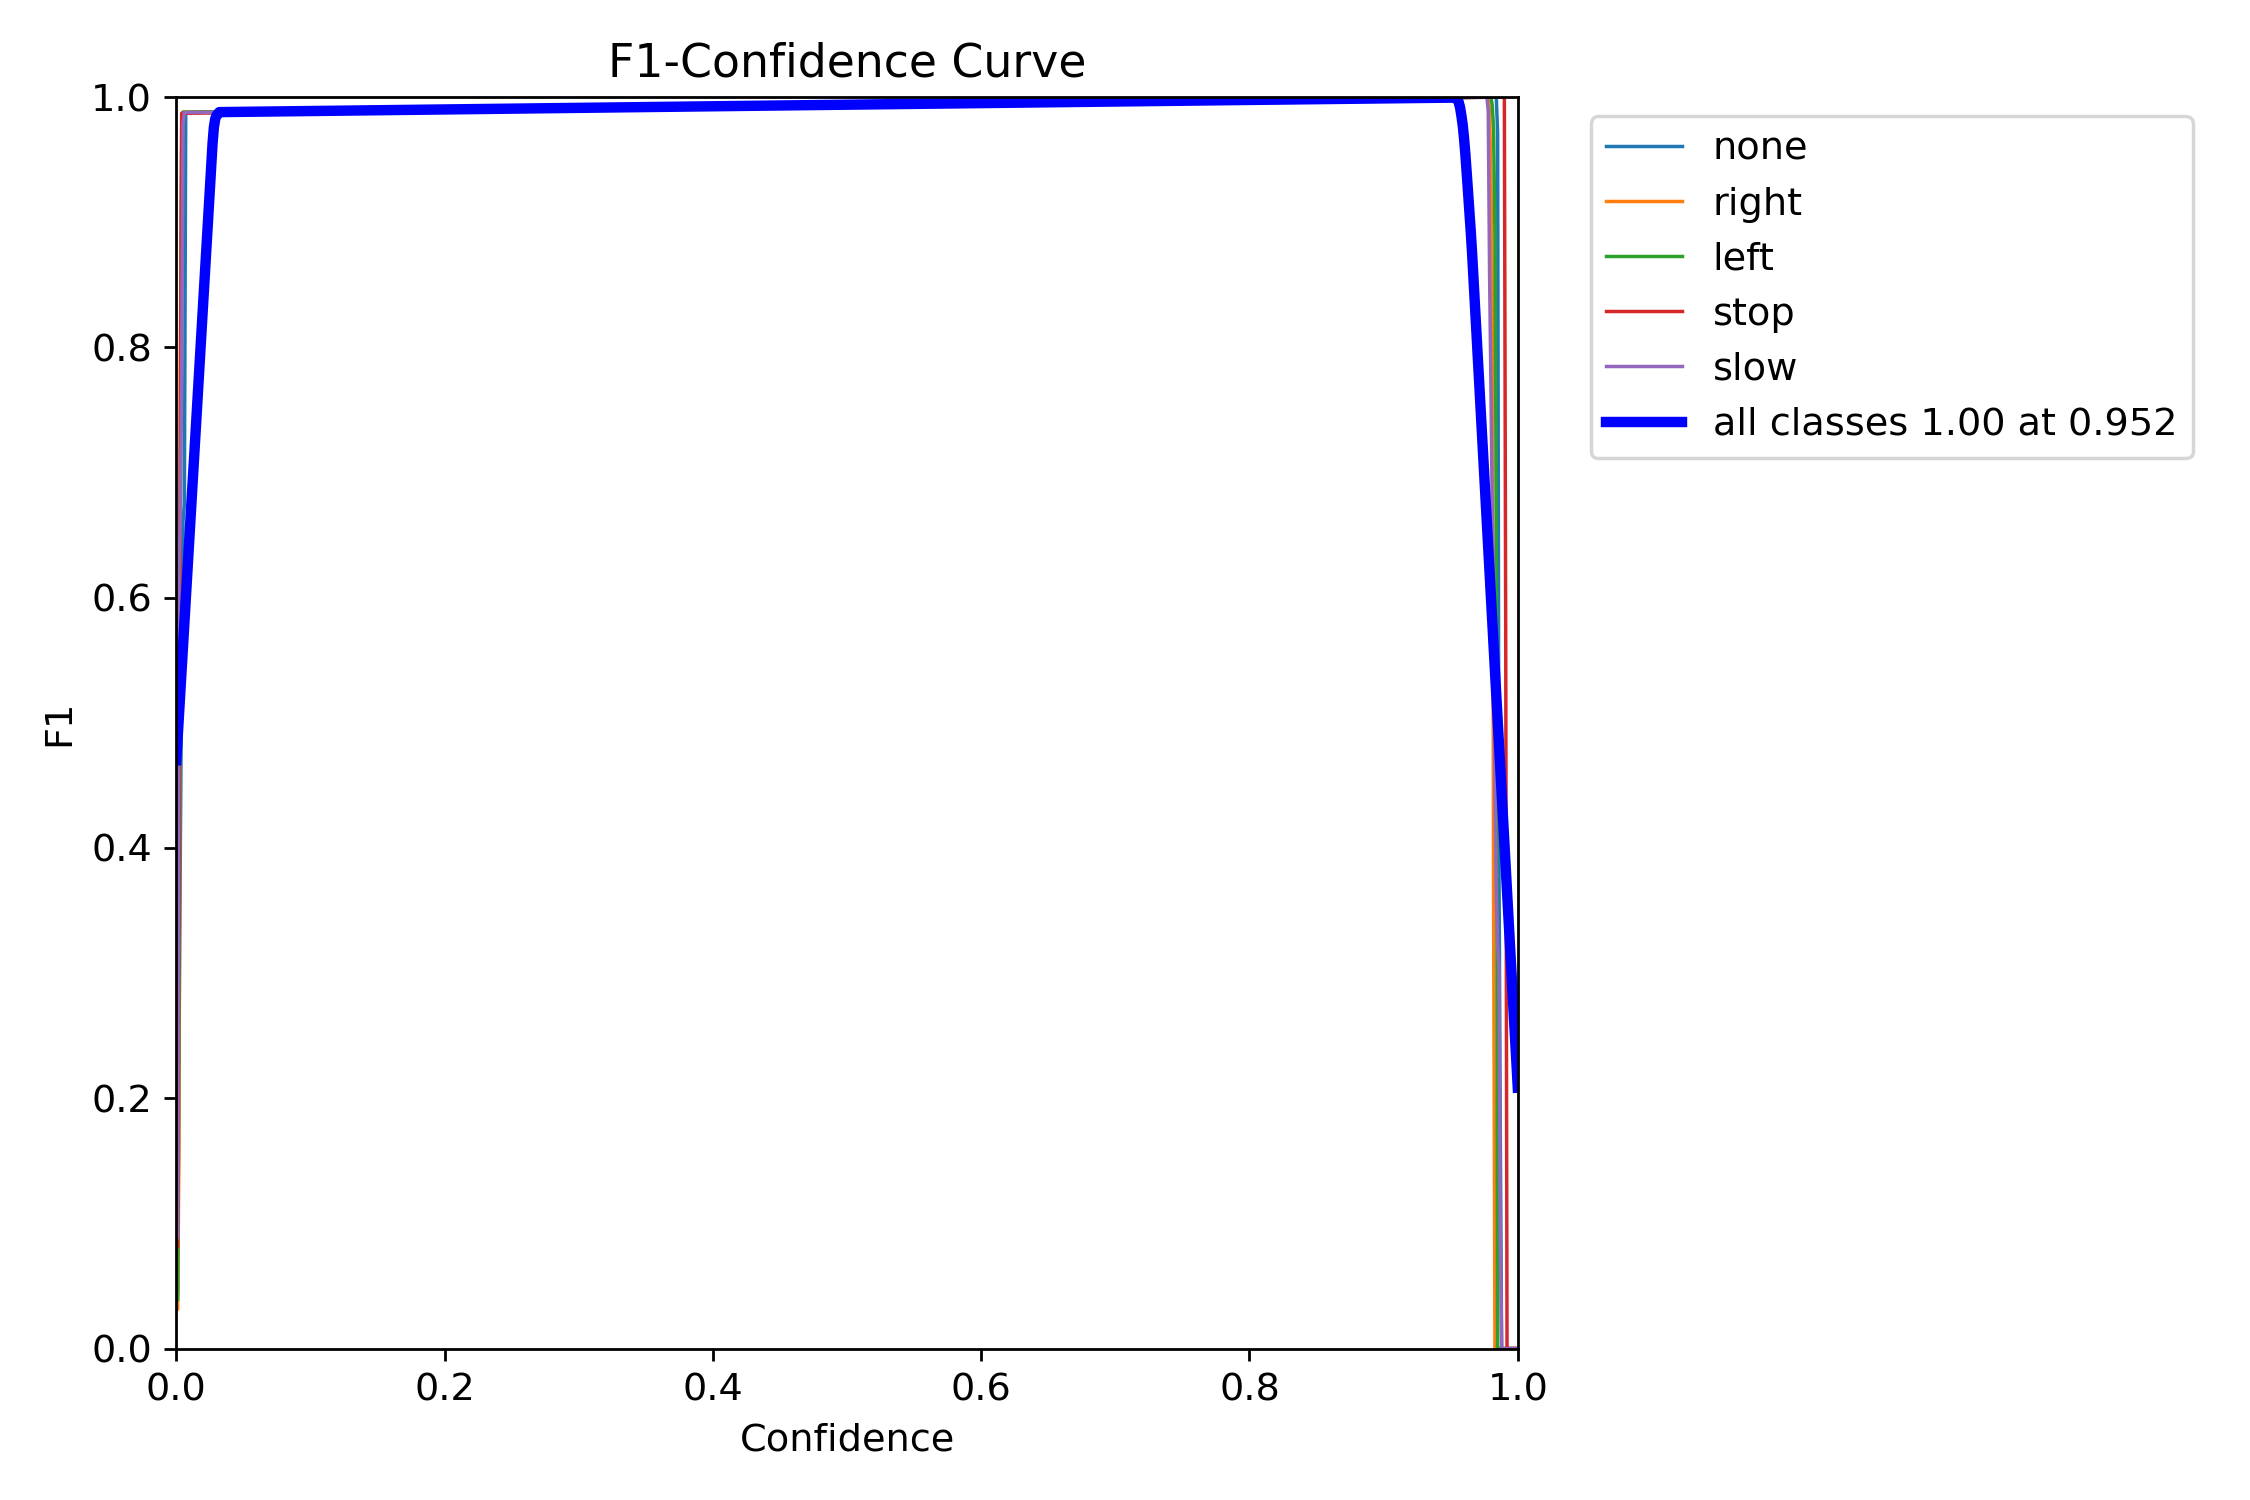 F1-Confidence Curve
1.0
0.8
0.6
0.4
0.2
0.0
F1
0.0 0.2 0.4 0.6 0.8 1.0
Confidence
none
right
left
stop
slow
all classes 1.00 at 0.952